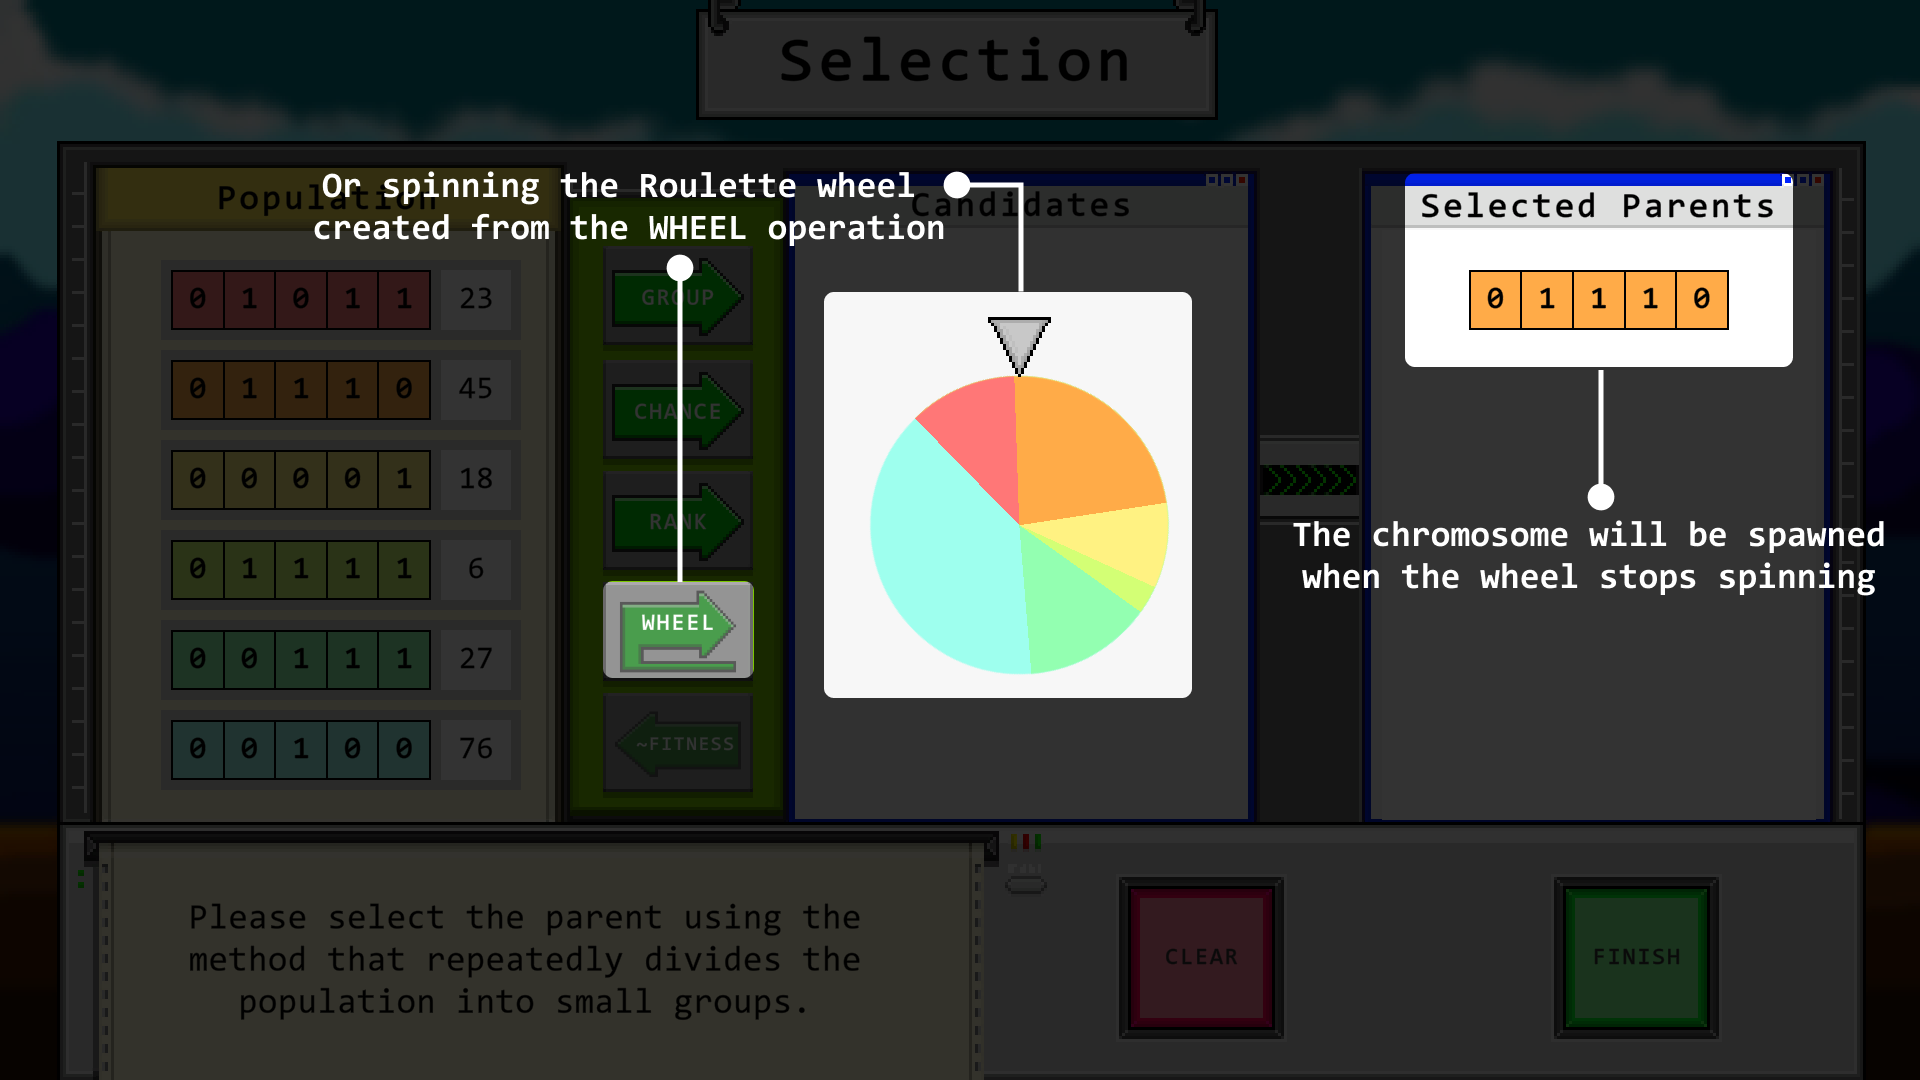 Selection
Population
Or spinning the Roulette wheel
created from the WHEEL operation
Candidates
Selected Parents
0 1 0 1 1 23
0 1 1 1 0 45
0 0 0 0 1 18
0 1 1 1 1 6
0 0 1 1 1 27
0 0 1 0 0 76
GROUP
CHANCE
RANK
WHEEL
~FITNESS
0 1 1 1 0
The chromosome will be spawned
when the wheel stops spinning
Please select the parent using the
method that repeatedly divides the
population into small groups.
CLEAR
FINISH